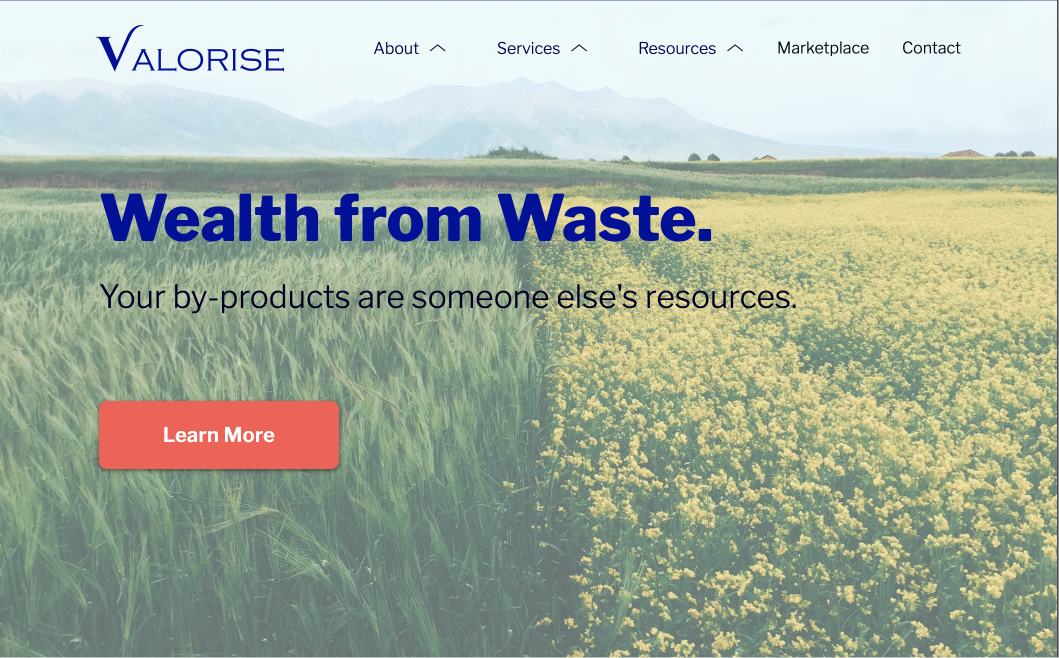 VALORISE
About
Services
Resources
Marketplace
Contact
Wealth from Waste.
Your by-products are someone else's resources.
Learn More